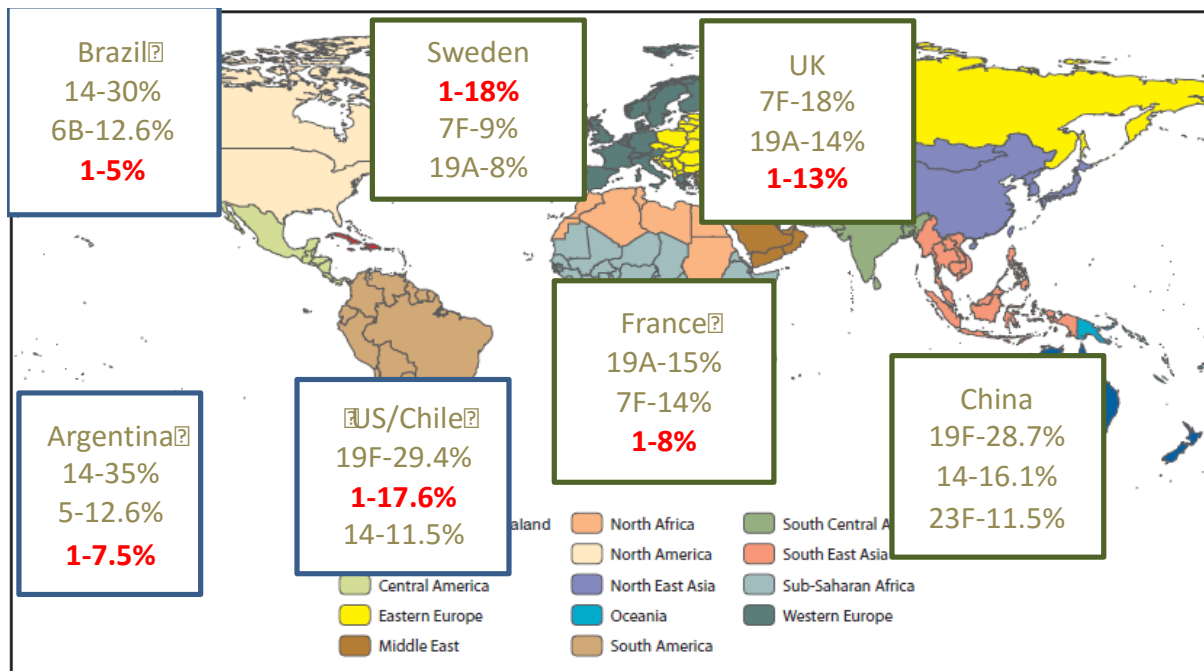 Brazil
14-30%
6B-12.6%
1-5%
Sweden
1-18%
7F-9%
19A-8%
UK
7F-18%
19A-14%
1-13%
Argentina
14-35%
5-12.6%
1-7.5%
US/Chile
19F-29.4%
1-17.6%
14-11.5%
France
19A-15%
7F-14%
1-8%
China
19F-28.7%
14-16.1%
23F-11.5%
aland
Central America
Eastern Europe
Middle East
North Africa
North America
North East Asia
Oceania
South America
South Central A
South East Asia
Sub-Saharan Africa
Western Europe